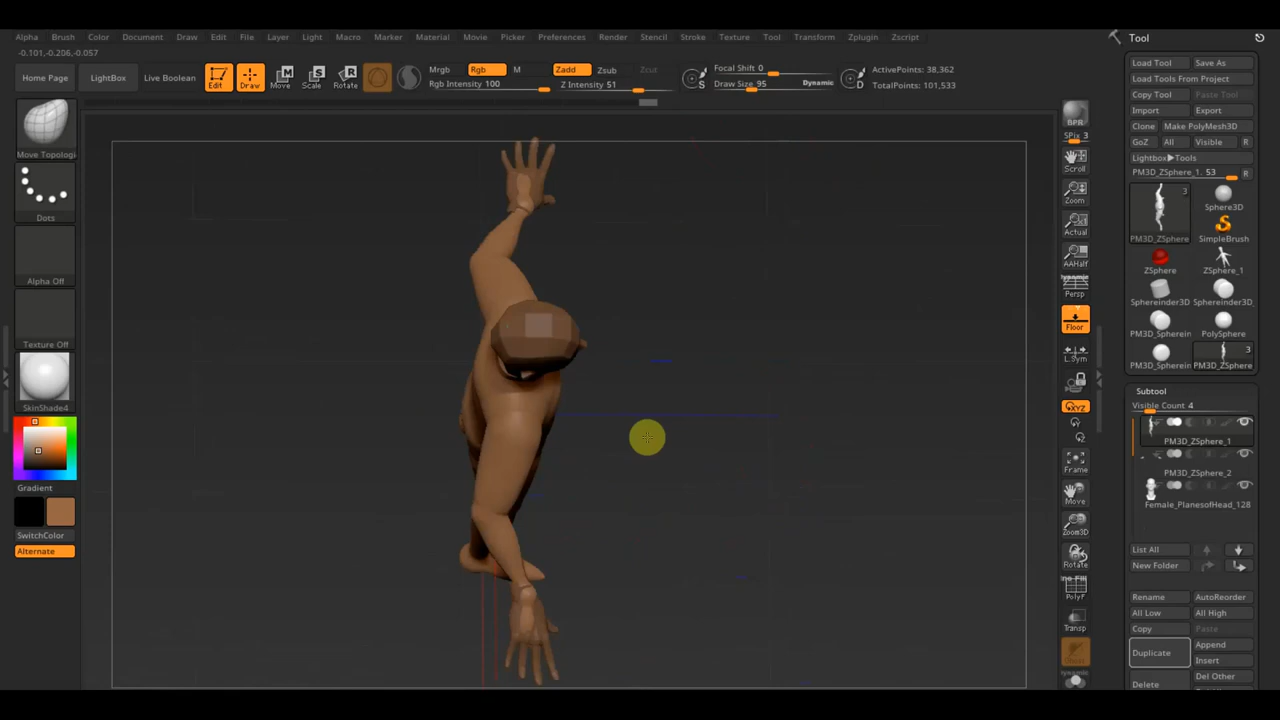 Alpha Brush Color Document Draw Edit File Layer Light Macro Marker Material Movie Picker Preferences Render Stencil Stroke Texture Tool Transform Zplugin Zscript
-0.101,-0.206,-0.057
Home Page LightBox Live Boolean Edit Draw Move Scale Rotate
Mrgb Rgb M Zadd Zsub Zcut
Rgb Intensity 100 Z Intensity 51
S Focal Shift 0
Draw Size 95 Dynamic
D ActivePoints: 38,362
TotalPoints: 101,533
Move Topologi
Dots
Alpha Off
Texture Off
SkinShade4
Gradient
SwitchColor
Alternate
BPR
SPix 3
Scroll
Zoom
Actual
AAHalf
Persp
Floor
L.Sym
XYZ
Frame
Move
Zoom3D
Rotate
PolyF
Transp
Tool
Load Tool Save As
Load Tools From Project
Copy Tool Paste Tool
Import Export
Clone Make PolyMesh3D
GoZ All Visible R
Lightbox▶Tools
PM3D_ZSphere_1. 53 R
3
PM3D_ZSphere
Sphere3D
SimpleBrush
ZSphere ZSphere_1
Sphereinder3D Sphereinder3D_
PM3D_Spherein PolySphere
3
PM3D_Spherein PM3D_ZSphere
Subtool
Visible Count 4
PM3D_ZSphere_1
PM3D_ZSphere_2
Female_PlanesofHead_128
List All
New Folder
Rename AutoReorder
All Low All High
Copy Paste
Duplicate Append
Insert
Delete Del Other